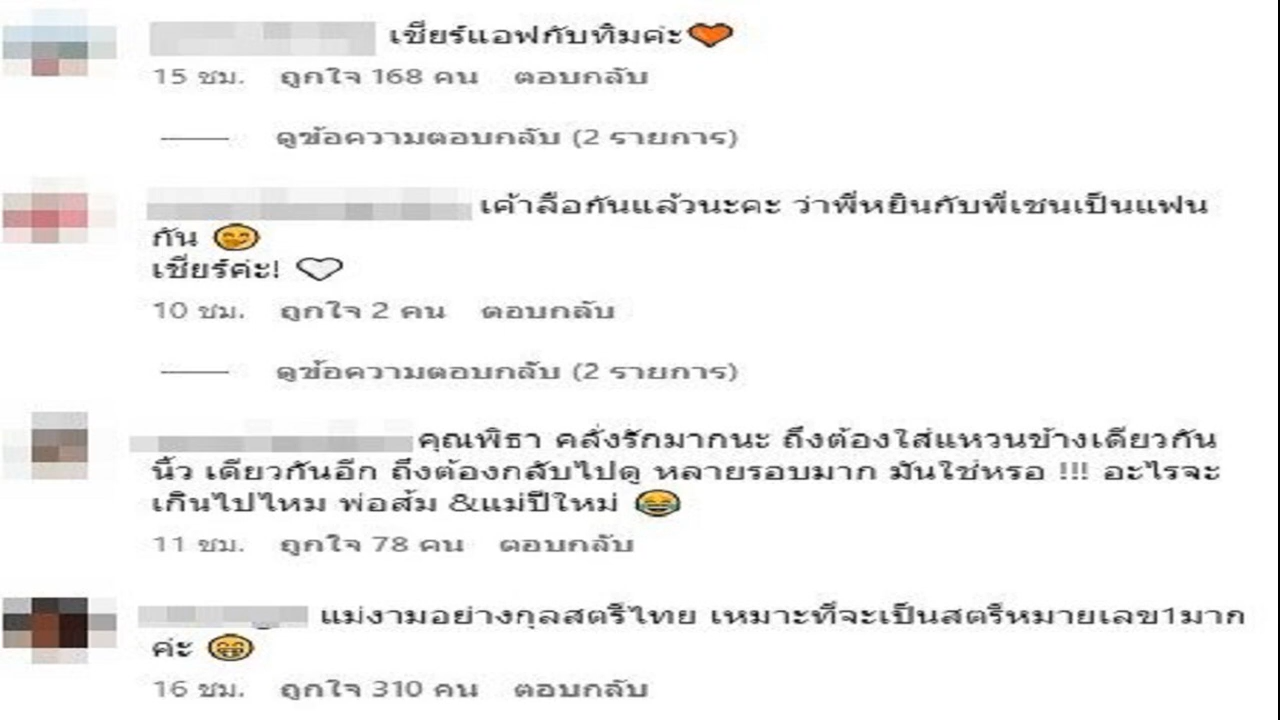 เชียร์แอฟกับทิมค่ะ🧡
15 ชม. ถูกใจ 168 คน ตอบกลับ
ดูข้อความตอบกลับ (2 รายการ)
เค้าลือกันแล้วนะคะ ว่าพี่หยินกับพี่เชนเป็นแฟน
กัน 🤭
เชียร์ค่ะ! 🤍
10 ชม. ถูกใจ 2 คน ตอบกลับ
ดูข้อความตอบกลับ (2 รายการ)
คุณพิธา คลั่งรักมากนะ ถึงต้องใส่แหวนข้างเดียวกัน
นิ้ว เดียวกันอีก ถึงต้องกลับไปดู หลายรอบมาก มันใช่หรอ !!! อะไรจะ
เกินไปไหม พ่อส้ม &แม่ปีใหม่ 😂
11 ชม. ถูกใจ 78 คน ตอบกลับ
แม่งามอย่างกุลสตรีไทย เหมาะที่จะเป็นสตรีหมายเลข1มาก
ค่ะ 😁
16 ชม. ถูกใจ 310 คน ตอบกลับ